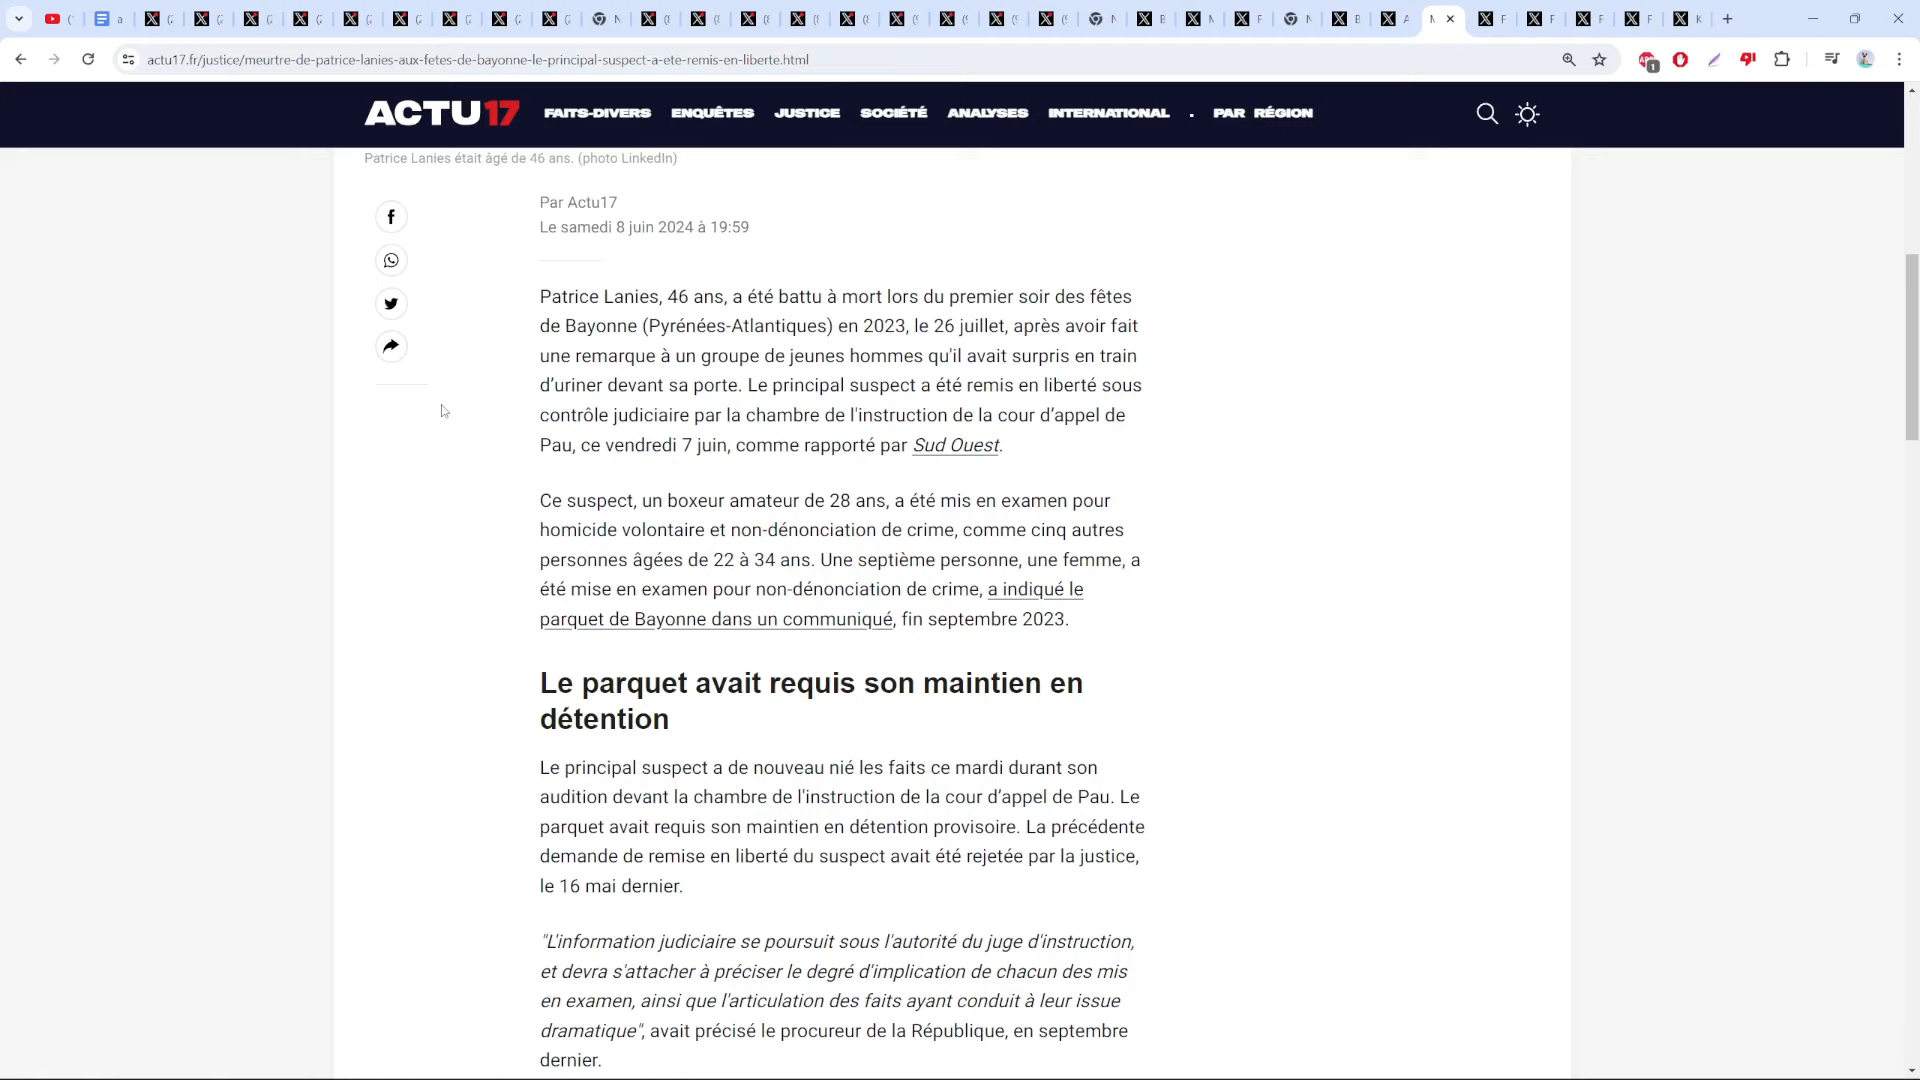 actu17.fr/justice/meurtre-de-patrice-lanies-aux-fetes-de-bayonne-le-principal-suspect-a-ete-remis-en-liberte.html
ACTU17 FAITS-DIVERS ENQUÊTES JUSTICE SOCIÉTÉ ANALYSES INTERNATIONAL . PAR RÉGION
Patrice Lanies était âgé de 46 ans. (photo LinkedIn)
Par Actu17
Le samedi 8 juin 2024 à 19:59
Patrice Lanies, 46 ans, a été battu à mort lors du premier soir des fêtes
de Bayonne (Pyrénées-Atlantiques) en 2023, le 26 juillet, après avoir fait
une remarque à un groupe de jeunes hommes qu'il avait surpris en train
d’uriner devant sa porte. Le principal suspect a été remis en liberté sous
contrôle judiciaire par la chambre de l'instruction de la cour d’appel de
Pau, ce vendredi 7 juin, comme rapporté par Sud Ouest.
Ce suspect, un boxeur amateur de 28 ans, a été mis en examen pour
homicide volontaire et non-dénonciation de crime, comme cinq autres
personnes âgées de 22 à 34 ans. Une septième personne, une femme, a
été mise en examen pour non-dénonciation de crime, a indiqué le
parquet de Bayonne dans un communiqué, fin septembre 2023.
Le parquet avait requis son maintien en
détention
Le principal suspect a de nouveau nié les faits ce mardi durant son
audition devant la chambre de l'instruction de la cour d’appel de Pau. Le
parquet avait requis son maintien en détention provisoire. La précédente
demande de remise en liberté du suspect avait été rejetée par la justice,
le 16 mai dernier.
"L'information judiciaire se poursuit sous l'autorité du juge d'instruction,
et devra s'attacher à préciser le degré d'implication de chacun des mis
en examen, ainsi que l'articulation des faits ayant conduit à leur issue
dramatique", avait précisé le procureur de la République, en septembre
dernier.